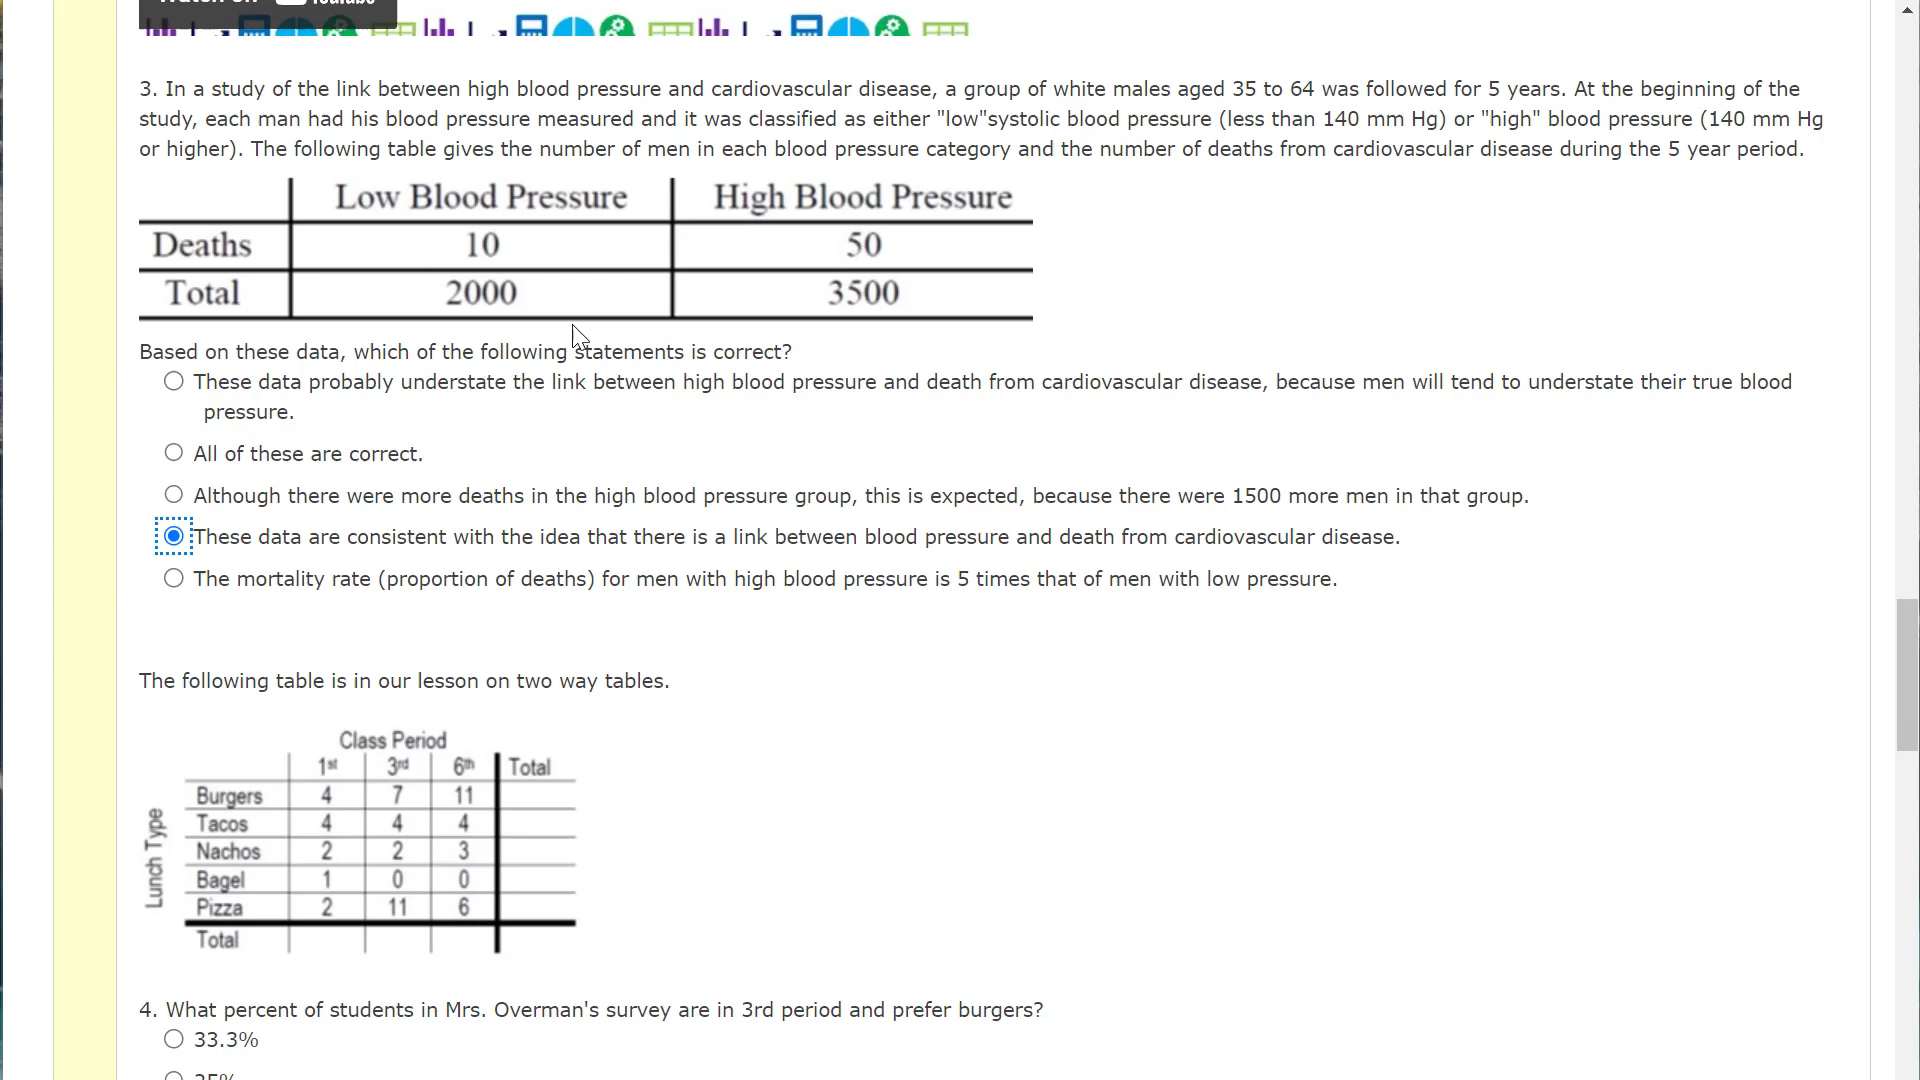 3. In a study of the link between high blood pressure and cardiovascular disease, a group of white males aged 35 to 64 was followed for 5 years. At the beginning of the
study, each man had his blood pressure measured and it was classified as either "low"systolic blood pressure (less than 140 mm Hg) or "high" blood pressure (140 mm Hg
or higher). The following table gives the number of men in each blood pressure category and the number of deaths from cardiovascular disease during the 5 year period.
Low Blood Pressure High Blood Pressure
Deaths 10 50
Total 2000 3500
Based on these data, which of the following statements is correct?
These data probably understate the link between high blood pressure and death from cardiovascular disease, because men will tend to understate their true blood
pressure.
All of these are correct.
Although there were more deaths in the high blood pressure group, this is expected, because there were 1500 more men in that group.
These data are consistent with the idea that there is a link between blood pressure and death from cardiovascular disease.
The mortality rate (proportion of deaths) for men with high blood pressure is 5 times that of men with low pressure.
The following table is in our lesson on two way tables.
Class Period
1st 3rd 6th Total
Lunch Type
Burgers 4 7 11
Tacos 4 4 4
Nachos 2 2 3
Bagel 1 0 0
Pizza 2 11 6
Total
4. What percent of students in Mrs. Overman's survey are in 3rd period and prefer burgers?
33.3%